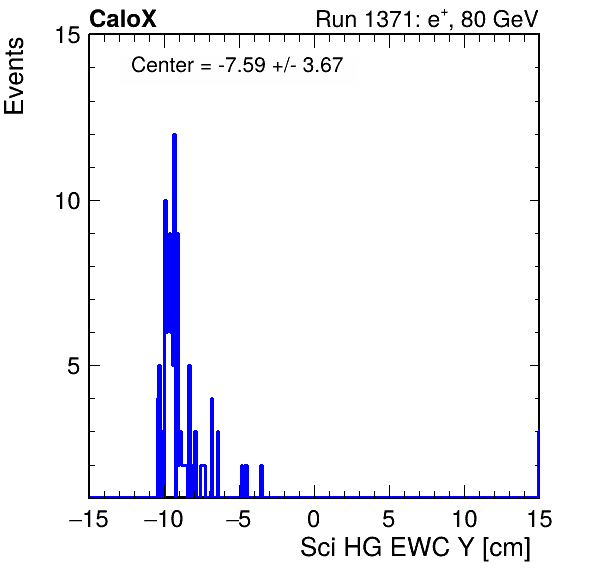 CaloX Run 1371: e⁺, 80 GeV
Center = -7.59 +/- 3.67
Events
15
10
5
−15 −10 −5 0 5 10 15
Sci HG EWC Y [cm]